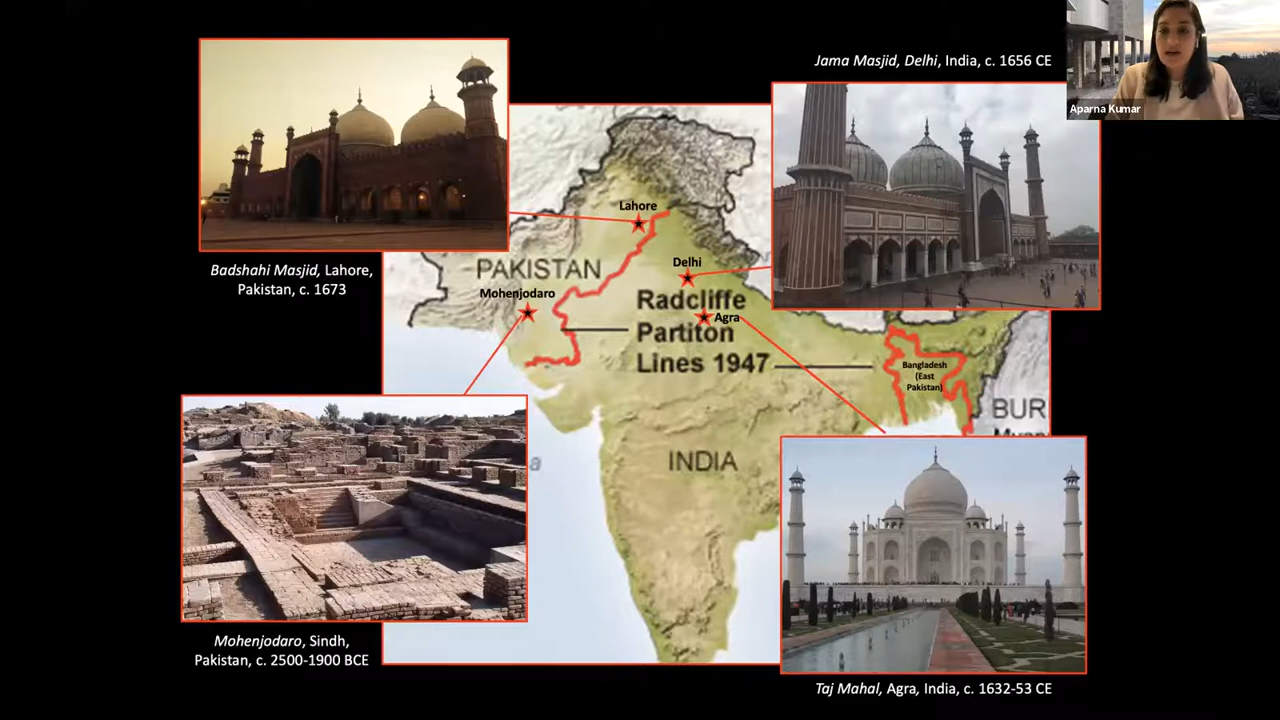 Jama Masjid, Delhi, India, c. 1656 CE
Aparna Kumar
Badshahi Masjid, Lahore,
Pakistan, c. 1673
Lahore
PAKISTAN
Delhi
Mohenjodaro
Radcliffe
Agra
Partiton
Lines 1947
Bangladesh
(East
Pakistan)
BUR
INDIA
a
Mohenjodaro, Sindh,
Pakistan, c. 2500-1900 BCE
Taj Mahal, Agra, India, c. 1632-53 CE